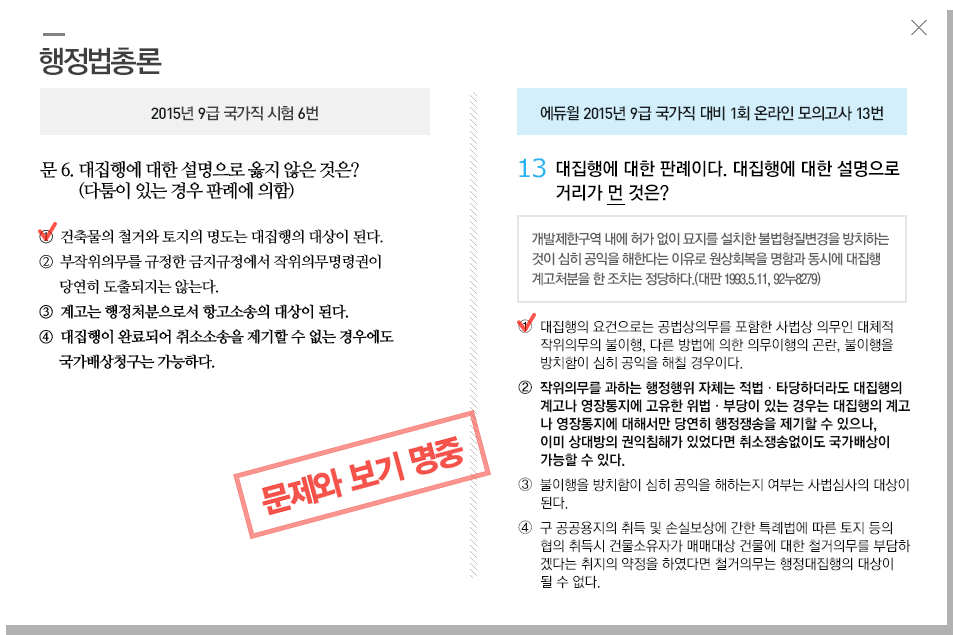 행정법총론
2015년 9급 국가직 시험 6번
문 6. 대집행에 대한 설명으로 옳지 않은 것은?
(다툼이 있는 경우 판례에 의함)
① 건축물의 철거와 토지의 명도는 대집행의 대상이 된다.
② 부작위의무를 규정한 금지규정에서 작위의무명령권이
당연히 도출되지는 않는다.
③ 계고는 행정처분으로서 항고소송의 대상이 된다.
④ 대집행이 완료되어 취소소송을 제기할 수 없는 경우에도
국가배상청구는 가능하다.
문제와 보기 명중
에듀윌 2015년 9급 국가직 대비 1회 온라인 모의고사 13번
13 대집행에 대한 판례이다. 대집행에 대한 설명으로
거리가 먼 것은?
개발제한구역 내에 허가 없이 묘지를 설치한 불법형질변경을 방치하는
것이 심히 공익을 해한다는 이유로 원상회복을 명함과 동시에 대집행
계고처분을 한 조치는 정당하다.(대판 1993.5.11, 92누8279)
① 대집행의 요건으로는 공법상의무를 포함한 사법상 의무인 대체적
작위의무의 불이행, 다른 방법에 의한 의무이행의 곤란, 불이행을
방치함이 심히 공익을 해칠 경우이다.
② 작위의무를 과하는 행정행위 자체는 적법 · 타당하더라도 대집행의
계고나 영장통지에 고유한 위법 · 부당이 있는 경우는 대집행의 계고
나 영장통지에 대해서만 당연히 행정쟁송을 제기할 수 있으나,
이미 상대방의 권익침해가 있었다면 취소쟁송없이도 국가배상이
가능할 수 있다.
③ 불이행을 방치함이 심히 공익을 해하는지 여부는 사법심사의 대상이
된다.
④ 구 공공용지의 취득 및 손실보상에 간한 특례법에 따른 토지 등의
협의 취득시 건물소유자가 매매대상 건물에 대한 철거의무를 부담하
겠다는 취지의 약정을 하였다면 철거의무는 행정대집행의 대상이
될 수 없다.